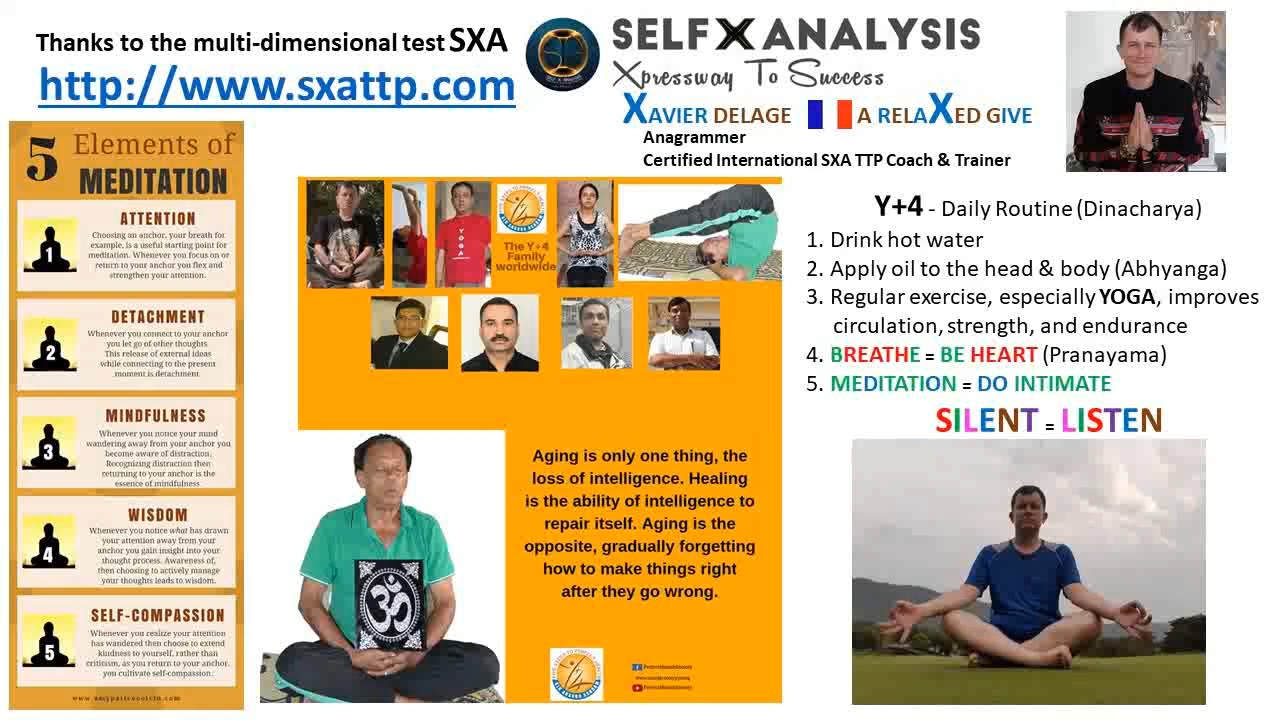 Thanks to the multi-dimensional test SXA
http://www.sxattp.com
SELF X ANALYSIS
Xpressway To Success
XAVIER DELAGE A RELAXED GIVE
Anagrammer
Certified International SXA TTP Coach & Trainer
5 Elements of
MEDITATION
ATTENTION
1
Choosing an anchor, your breath for
example, is a useful starting point for
meditation. Whenever you focus on or
return to your anchor you flex and
strengthen your attention.
DETACHMENT
2
Whenever you connect to your anchor
you let go of other thoughts.
This release of external ideas
while connecting to the present
moment is detachment.
MINDFULNESS
3
Whenever you notice your mind
wandering away from your anchor you
become aware of distraction.
Recognizing distraction then
returning to your anchor is the
essence of mindfulness
WISDOM
4
Whenever you notice what has drawn
your attention away from your
anchor you gain insight into your
thought process. Awareness of,
then choosing to actively manage
your thoughts leads to wisdom.
SELF-COMPASSION
5
Whenever you realize your attention
has wandered then choose to extend
kindness to yourself, rather than
criticism, as you return to your anchor,
you cultivate self-compassion.
YOGA
The Y+4
Family
worldwide
Aging is only one thing, the
loss of intelligence. Healing
is the ability of intelligence to
repair itself. Aging is the
opposite, gradually forgetting
how to make things right
after they go wrong.
ॐ
Y+4 - Daily Routine (Dinacharya)
1. Drink hot water
2. Apply oil to the head & body (Abhyanga)
3. Regular exercise, especially YOGA, improves
circulation, strength, and endurance
4. BREATHE = BE HEART (Pranayama)
5. MEDITATION = DO INTIMATE
SILENT = LISTEN